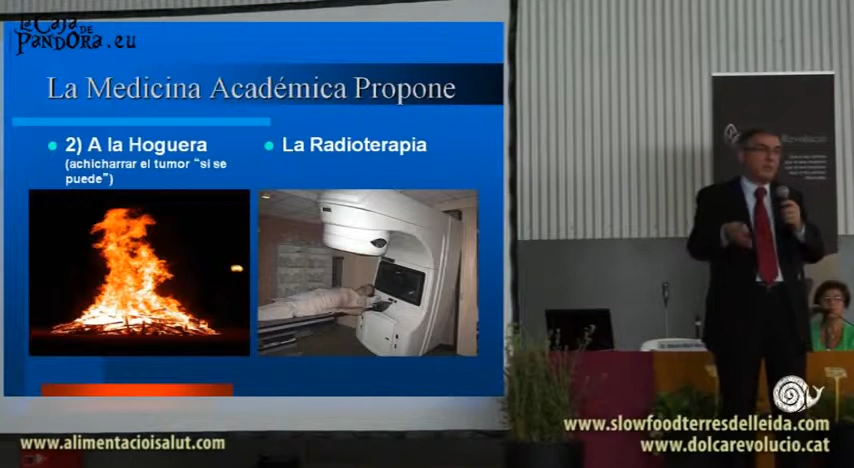 La Caja
DE
PANDORA.eu
La Medicina Académica Propone
2) A la Hoguera
(achicharrar el tumor “si se
puede”)
La Radioterapia
Revolució
www.slowfoodterresdelleida.com
www.alimentacioisalut.com
www.dolcarevolucio.cat